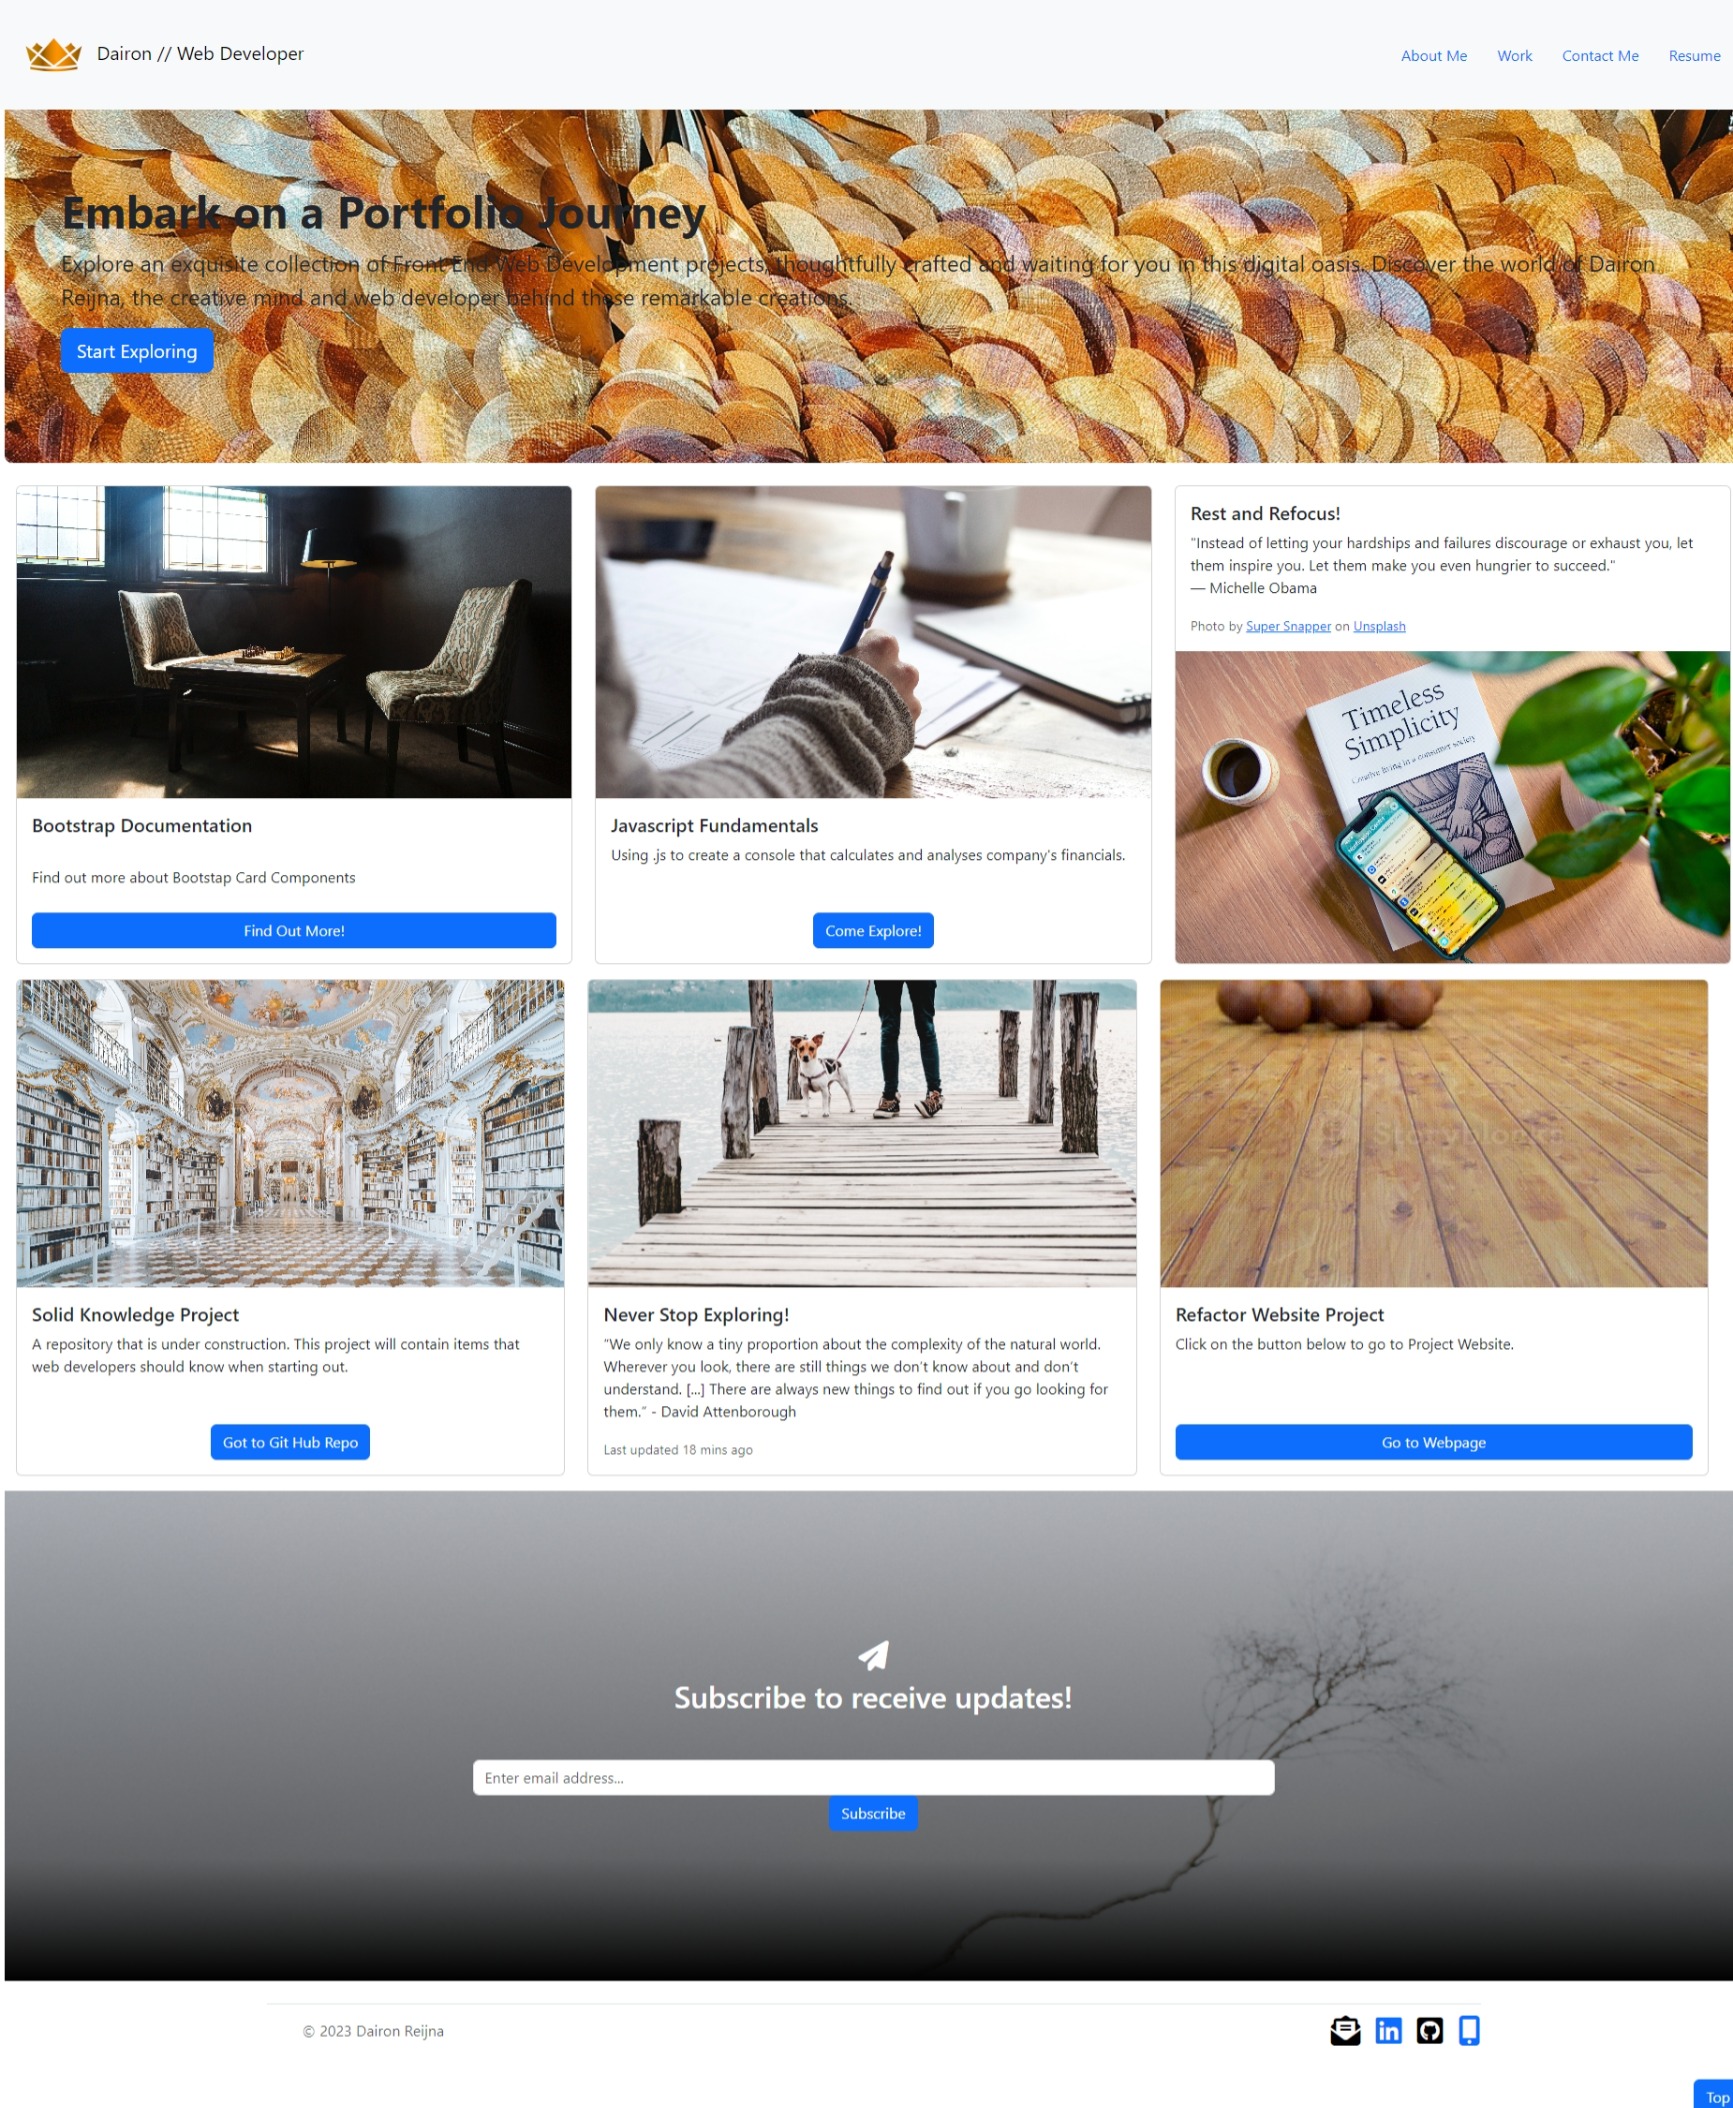 Dairon // Web Developer
About Me
Work
Contact Me
Resume
Embark on a Portfolio Journey
Explore an exquisite collection of Front End Web Development projects, thoughtfully crafted and waiting for you in this digital oasis. Discover the world of Dairon
Reijna, the creative mind and web developer behind these remarkable creations.
Start Exploring
Bootstrap Documentation
Find out more about Bootstap Card Components
Find Out More!
Javascript Fundamentals
Using .js to create a console that calculates and analyses company's financials.
Come Explore!
Rest and Refocus!
"Instead of letting your hardships and failures discourage or exhaust you, let
them inspire you. Let them make you even hungrier to succeed."
— Michelle Obama
Photo by Super Snapper on Unsplash
Timeless
Simplicity
Creative living in a consumer society
Solid Knowledge Project
A repository that is under construction. This project will contain items that
web developers should know when starting out.
Got to Git Hub Repo
Never Stop Exploring!
“We only know a tiny proportion about the complexity of the natural world.
Wherever you look, there are still things we don’t know about and don’t
understand. [...] There are always new things to find out if you go looking for
them.” - David Attenborough
Last updated 18 mins ago
Storyblocks
Refactor Website Project
Click on the button below to go to Project Website.
Go to Webpage
Subscribe to receive updates!
Enter email address...
Subscribe
© 2023 Dairon Reijna
in
Top